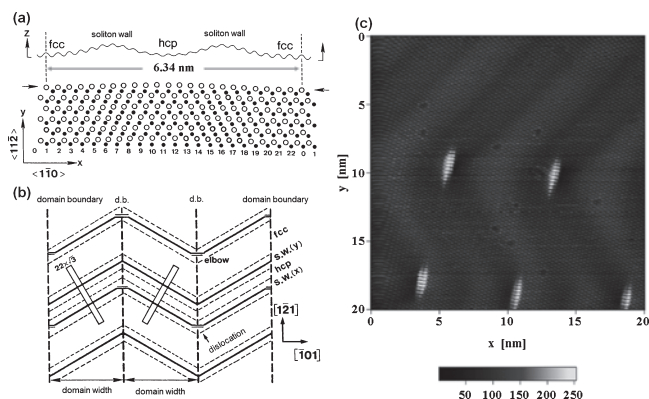 (a)
z
fcc
soliton wall
hcp
soliton wall
fcc
6.34 nm
y
<112̄>
x
<11̄0>
0 1 2 3 4 5 6 7 8 9 10 11 12 13 14 15 16 17 18 19 20 21 22 0 1
(b)
domain boundary d.b. d.b. domain boundary
fcc
s.w.(y)
hcp
s.w.(x)
22×√3
elbow
dislocation
[12̄1]
[1̄01]
domain width domain width
(c)
0
5
10
15
20
y [nm]
0 5 10 15 20
x [nm]
50 100 150 200 250